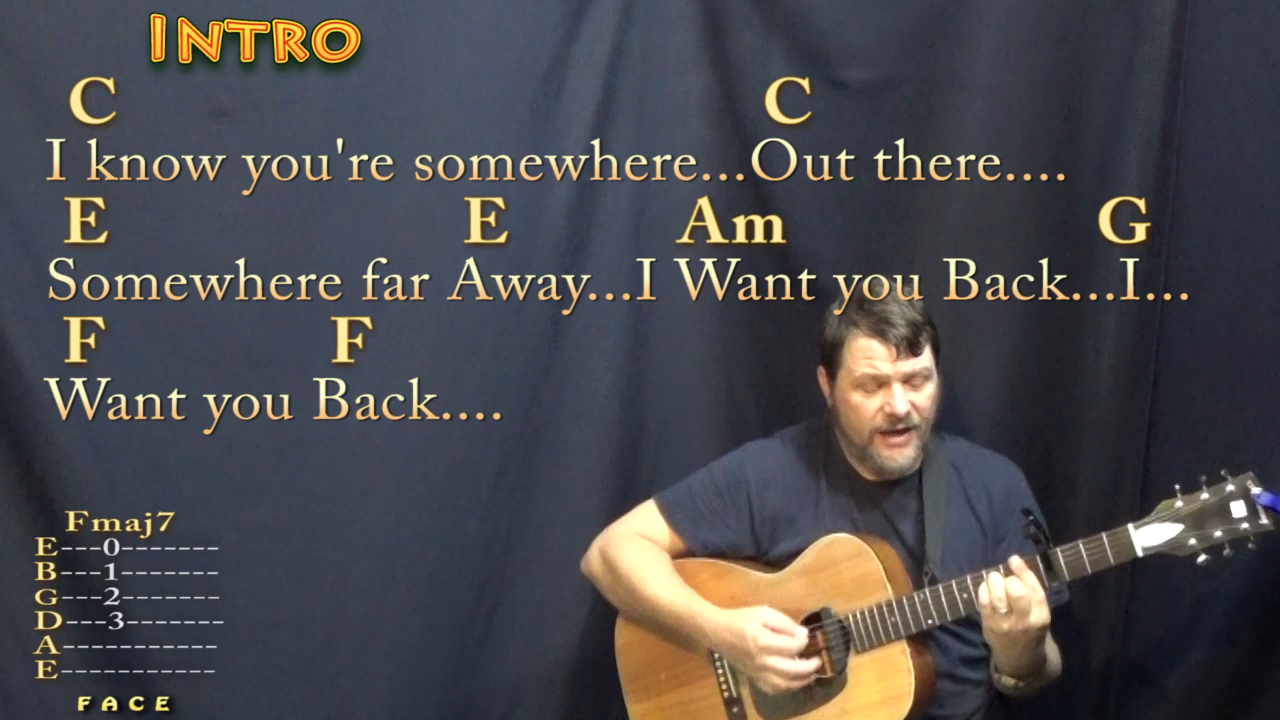 INTRO
C C
I know you're somewhere...Out there....
E E Am G
Somewhere far Away...I Want you Back...I...
F F
Want you Back....
Fmaj7
E---0-------
B---1-------
G---2-------
D---3-------
A-----------
E-----------
F A C E